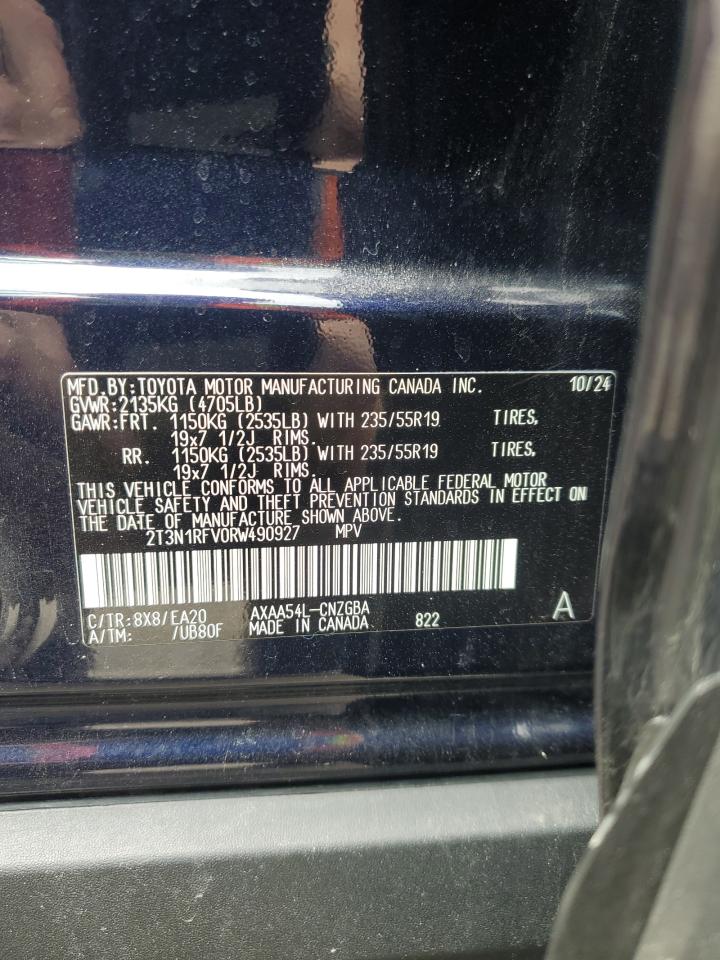 MFD.BY:TOYOTA MOTOR MANUFACTURING CANADA INC. 10/24
GVWR:2135KG (4705LB)
GAWR:FRT. 1150KG (2535LB) WITH 235/55R19 TIRES,
19x7 1/2J RIMS.
RR. 1150KG (2535LB) WITH 235/55R19 TIRES,
19x7 1/2J RIMS.
THIS VEHICLE CONFORMS TO ALL APPLICABLE FEDERAL MOTOR
VEHICLE SAFETY AND THEFT PREVENTION STANDARDS IN EFFECT ON
THE DATE OF MANUFACTURE SHOWN ABOVE.
2T3N1RFV0RW490927 MPV
C/TR:8X8/EA20 AXAA54L-CNZGBA A
A/TM: /UB80F MADE IN CANADA 822